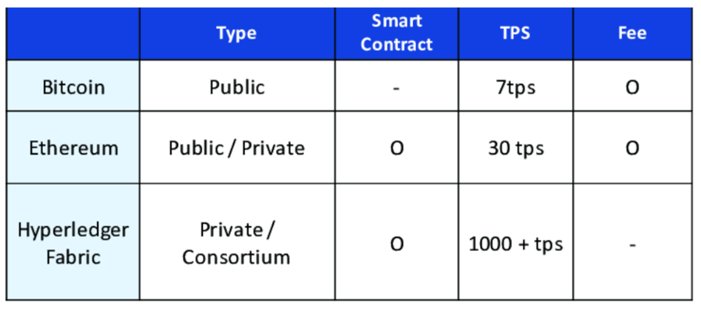 Type Smart Contract TPS Fee
Bitcoin Public - 7tps O
Ethereum Public / Private O 30 tps O
Hyperledger Fabric Private / Consortium O 1000 + tps -